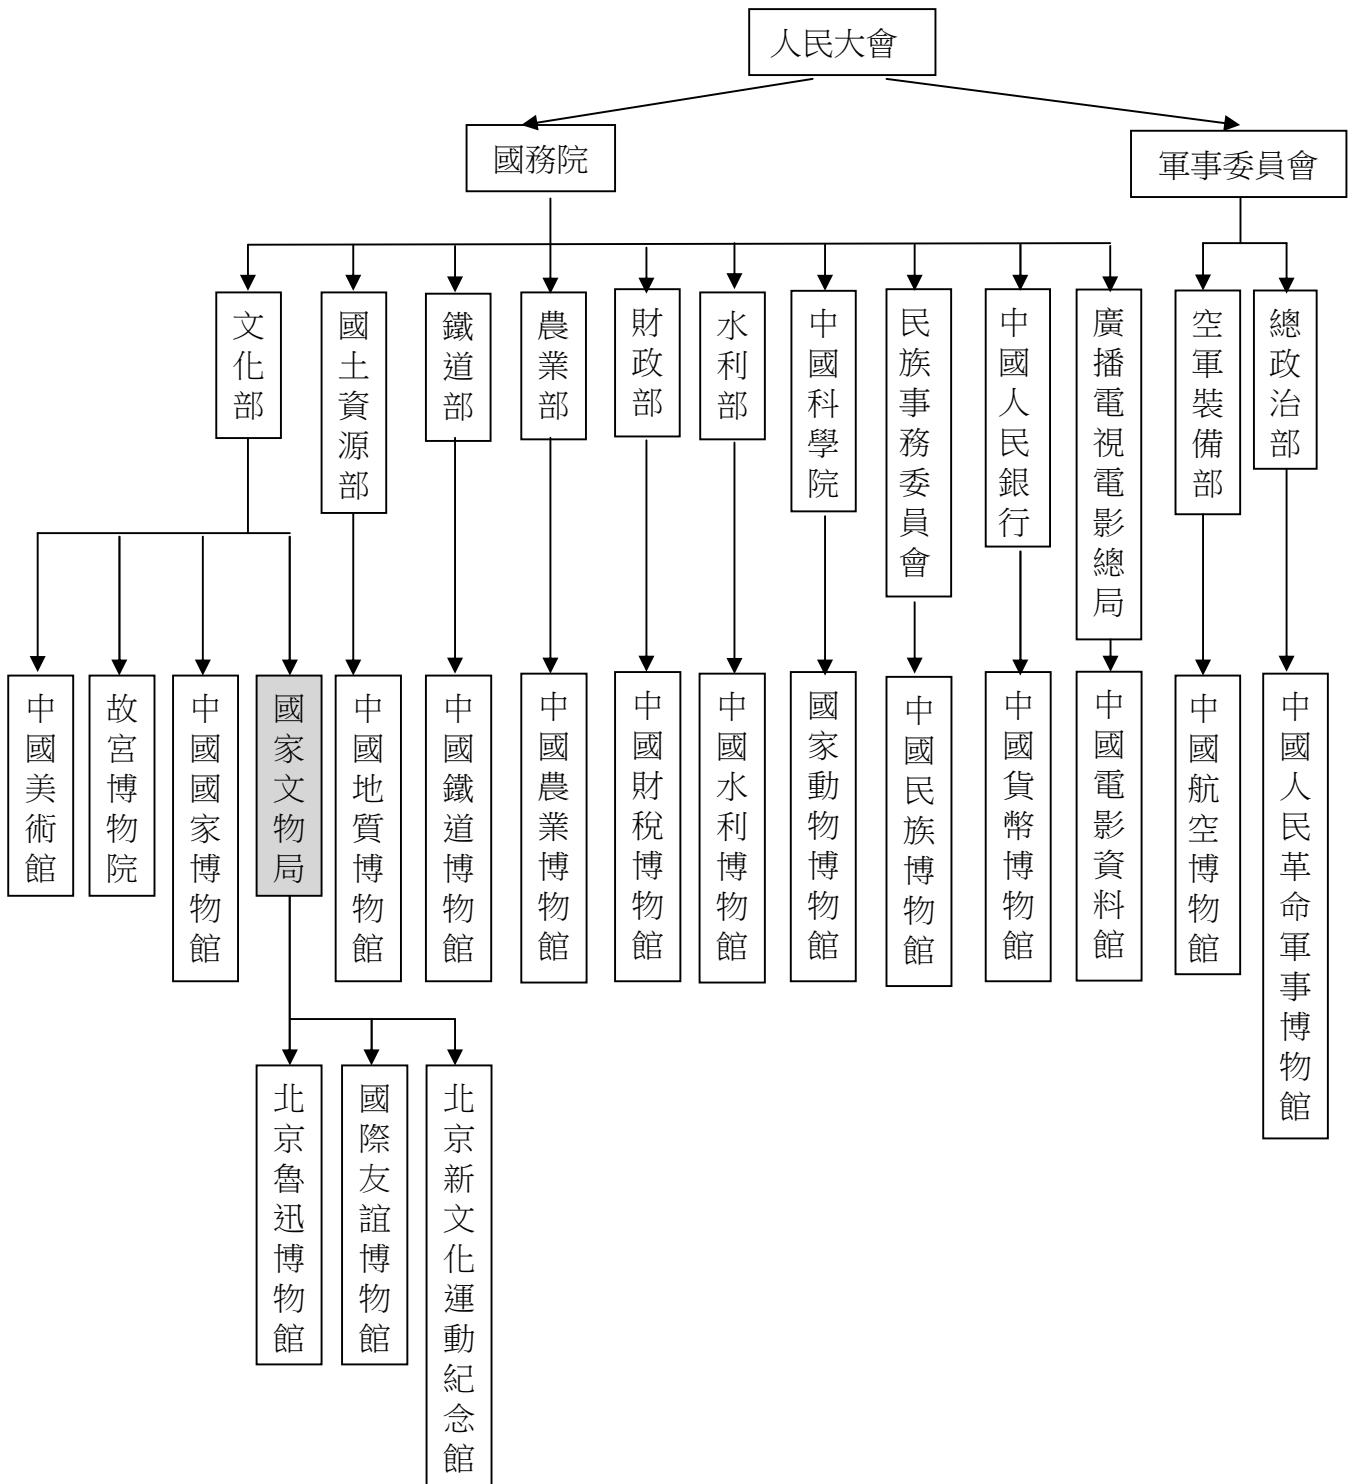 人民大會
國務院
軍事委員會
文化部
國土資源部
鐵道部
農業部
財政部
水利部
中國科學院
民族事務委員會
中國人民銀行
廣播電視電影總局
空軍裝備部
總政治部
中國美術館
故宮博物院
中國國家博物館
國家文物局
中國地質博物館
中國鐵道博物館
中國農業博物館
中國財稅博物館
中國水利博物館
國家動物博物館
中國民族博物館
中國貨幣博物館
中國電影資料館
中國航空博物館
中國人民革命軍事博物館
北京魯迅博物館
國際友誼博物館
北京新文化運動紀念館